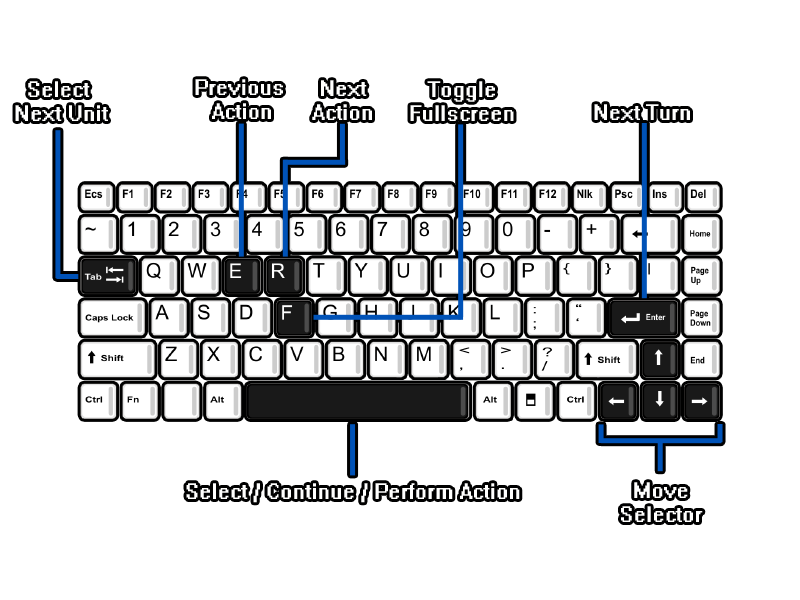 Select
Next Unit
Previous
Action
Next
Action
Toggle
Fullscreen
Next Turn
Ecs F1 F2 F3 F4 F5 F6 F7 F8 F9 F10 F11 F12 Nlk Psc Ins Del
~ 1 2 3 4 5 6 7 8 9 0 - + ← Home
Tab Q W E R T Y U I O P { } Page Up
Caps Lock A S D F G H J K L : ; “ ‘ Enter Page Down
↑ Shift Z X C V B N M < , > . ? / ↑ Shift ↑ End
Ctrl Fn Alt Alt Ctrl ← ↓ →
Select / Continue / Perform Action
Move
Selector